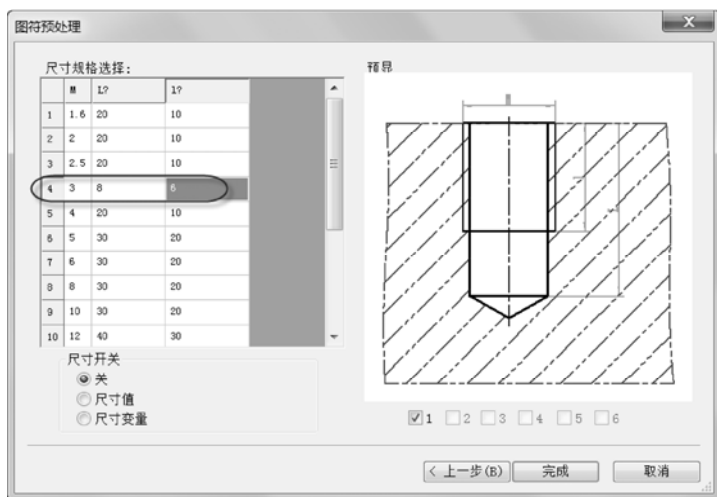 图符预处理
尺寸规格选择:
M L? l?
1 1.6 20 10
2 2 20 10
3 2.5 20 10
4 3 8 6
5 4 20 10
6 5 30 20
7 6 30 20
8 8 30 20
9 10 30 20
10 12 40 30
尺寸开关
关
尺寸值
尺寸变量
预显
1 2 3 4 5 6
< 上一步(B) 完成 取消